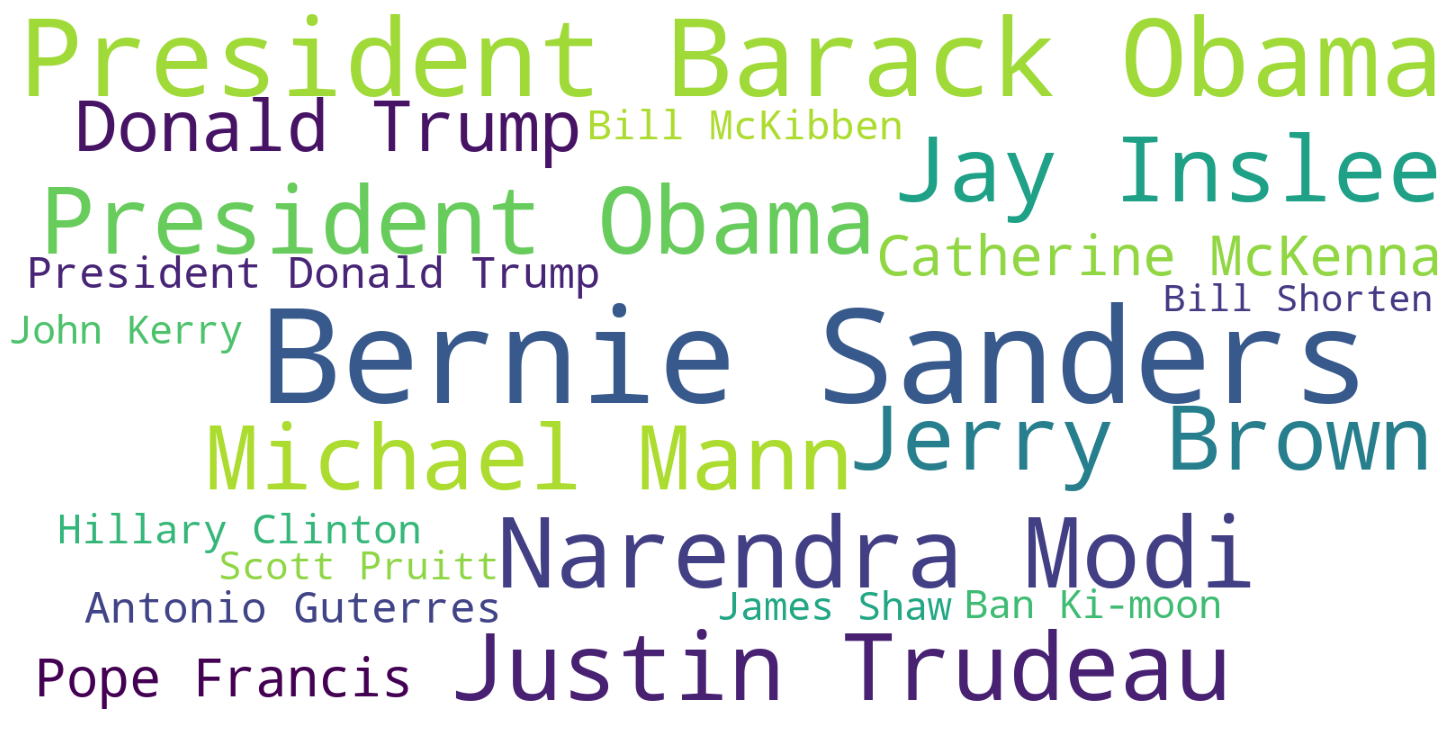 President Barack Obama
Donald Trump
Bill McKibben
Jay Inslee
President Obama
Catherine McKenna
President Donald Trump
Bill Shorten
John Kerry
Bernie Sanders
Michael Mann
Jerry Brown
Hillary Clinton
Narendra Modi
Scott Pruitt
Antonio Guterres
James Shaw
Ban Ki-moon
Pope Francis
Justin Trudeau